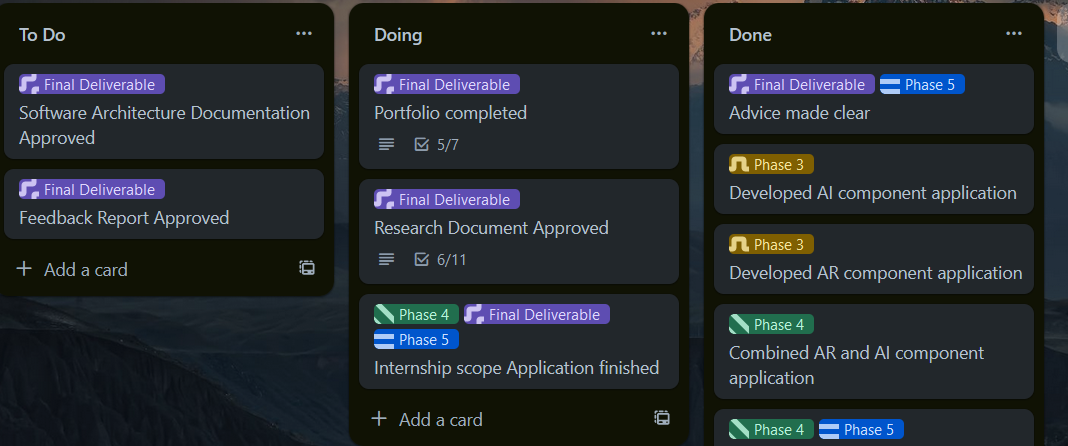 To Do
Final Deliverable
Software Architecture Documentation
Approved
Final Deliverable
Feedback Report Approved
Add a card
Doing
Final Deliverable
Portfolio completed
5/7
Final Deliverable
Research Document Approved
6/11
Phase 4 Final Deliverable
Phase 5
Internship scope Application finished
Add a card
Done
Final Deliverable Phase 5
Advice made clear
Phase 3
Developed AI component application
Phase 3
Developed AR component application
Phase 4
Combined AR and AI component
application
Phase 4 Phase 5